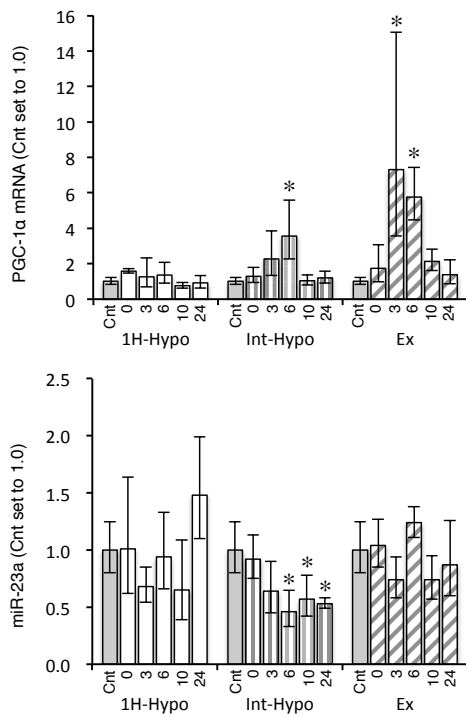 PGC-1α mRNA (Cnt set to 1.0)
16
14
12
10
8
6
4
2
0
*
*
*
Cnt 0 3 6 10 24 Cnt 0 3 6 10 24 Cnt 0 3 6 10 24
1H-Hypo Int-Hypo Ex
miR-23a (Cnt set to 1.0)
2.5
2.0
1.5
1.0
0.5
0.0
* * *
Cnt 0 3 6 10 24 Cnt 0 3 6 10 24 Cnt 0 3 6 10 24
1H-Hypo Int-Hypo Ex